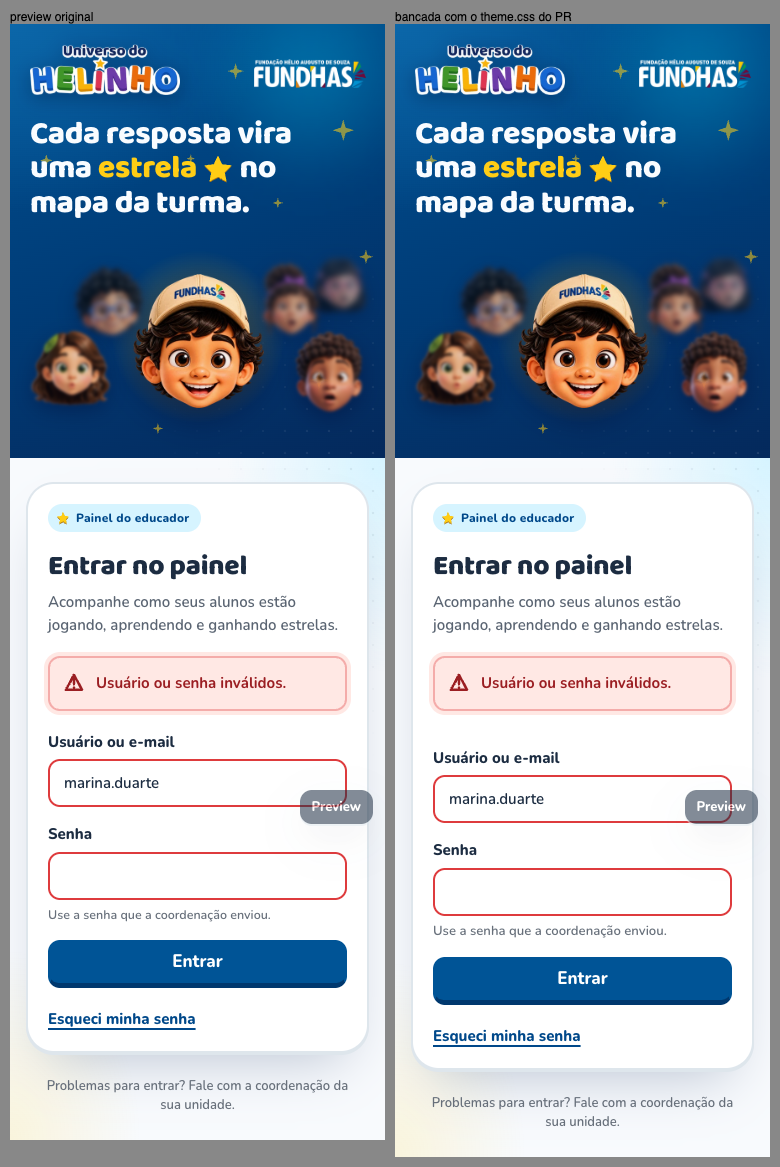 preview original
Universo do
HELINHO
FUNDAÇÃO HÉLIO AUGUSTO DE SOUZA
FUNDHAS
Cada resposta vira
uma estrela ⭐ no
mapa da turma.
FUNDHAS
Painel do educador
Entrar no painel
Acompanhe como seus alunos estão
jogando, aprendendo e ganhando estrelas.
Usuário ou senha inválidos.
Usuário ou e-mail
marina.duarte
Preview
Senha
Use a senha que a coordenação enviou.
Entrar
Esqueci minha senha
Problemas para entrar? Fale com a coordenação da
sua unidade.
bancada com o theme.css do PR
Universo do
HELINHO
FUNDAÇÃO HÉLIO AUGUSTO DE SOUZA
FUNDHAS
Cada resposta vira
uma estrela ⭐ no
mapa da turma.
FUNDHAS
Painel do educador
Entrar no painel
Acompanhe como seus alunos estão
jogando, aprendendo e ganhando estrelas.
Usuário ou senha inválidos.
Usuário ou e-mail
marina.duarte
Preview
Senha
Use a senha que a coordenação enviou.
Entrar
Esqueci minha senha
Problemas para entrar? Fale com a coordenação da
sua unidade.